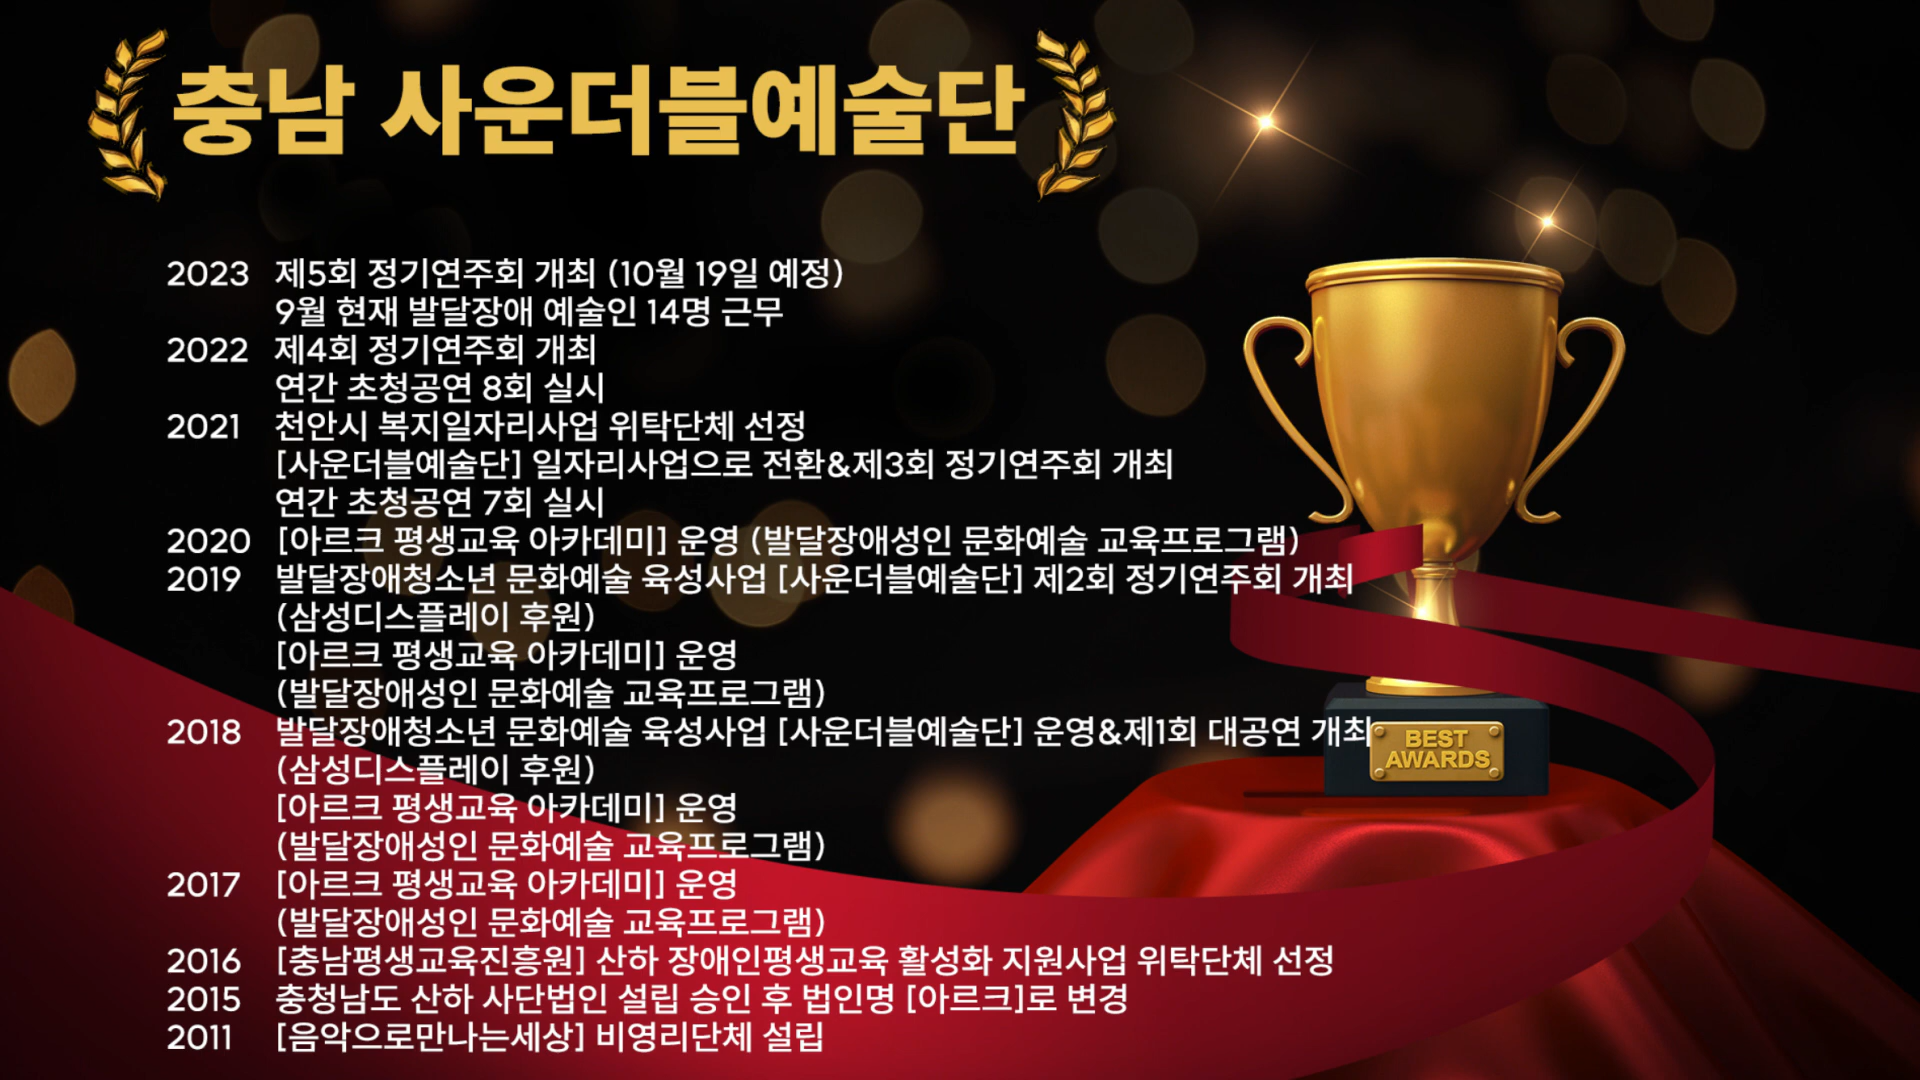 충남 사운더블예술단
2023 제5회 정기연주회 개최 (10월 19일 예정)
9월 현재 발달장애 예술인 14명 근무
2022 제4회 정기연주회 개최
연간 초청공연 8회 실시
2021 천안시 복지일자리사업 위탁단체 선정
[사운더블예술단] 일자리사업으로 전환&제3회 정기연주회 개최
연간 초청공연 7회 실시
2020 [아르크 평생교육 아카데미] 운영 (발달장애성인 문화예술 교육프로그램)
2019 발달장애청소년 문화예술 육성사업 [사운더블예술단] 제2회 정기연주회 개최
(삼성디스플레이 후원)
[아르크 평생교육 아카데미] 운영
(발달장애성인 문화예술 교육프로그램)
2018 발달장애청소년 문화예술 육성사업 [사운더블예술단] 운영&제1회 대공연 개최
(삼성디스플레이 후원)
[아르크 평생교육 아카데미] 운영
(발달장애성인 문화예술 교육프로그램)
2017 [아르크 평생교육 아카데미] 운영
(발달장애성인 문화예술 교육프로그램)
2016 [충남평생교육진흥원] 산하 장애인평생교육 활성화 지원사업 위탁단체 선정
2015 충청남도 산하 사단법인 설립 승인 후 법인명 [아르크]로 변경
2011 [음악으로만나는세상] 비영리단체 설립
BEST
AWARDS